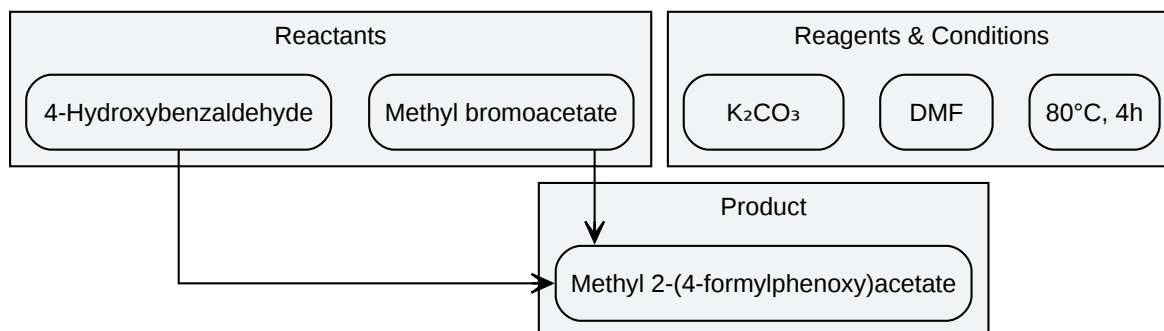 Reactants
4-Hydroxybenzaldehyde
Methyl bromoacetate
Reagents & Conditions
K₂CO₃
DMF
80°C, 4h
Product
Methyl 2-(4-formylphenoxy)acetate